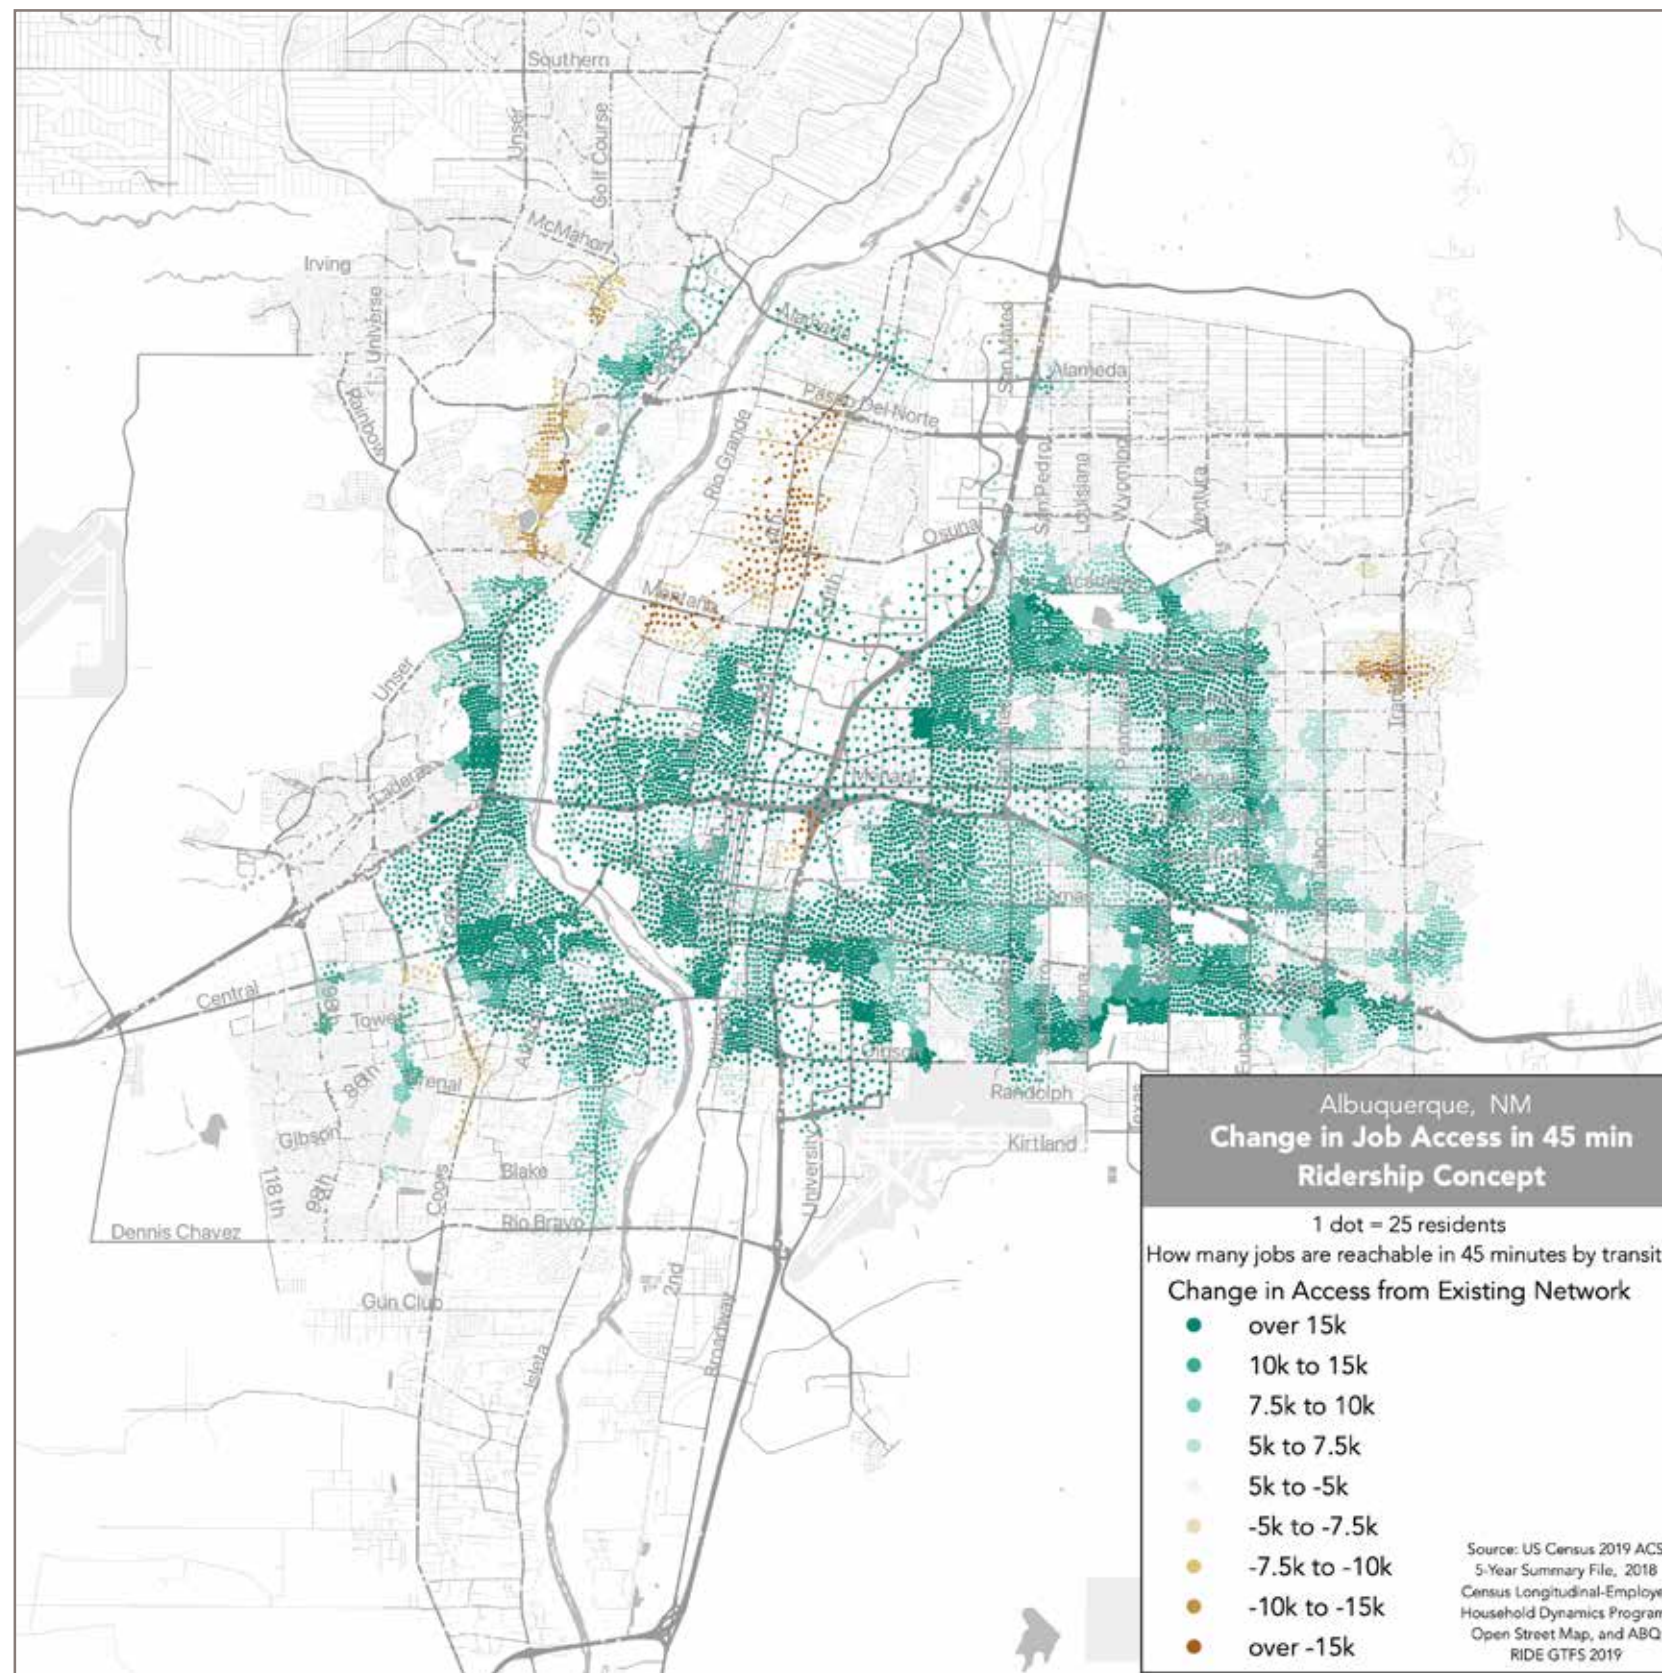 Southern
Unser
Golf Course
McMahon
Irving
Universe
Rainbow
Alameda
San Mateo
Alameda
Paseo Del Norte
Rio Grande
San Pedro
Louisiana
Wyoming
Ventura
4th
Osuna
Academy
Montaño
Unser
Ladera
Menaul
Menaul
Lomas
Central
98th
Tower
86th
Arenal
Gibson
Gibson
118th
98th
Coors
Blake
Randolph
Kirtland
University
Rio Bravo
Dennis Chavez
Gun Club
2nd
Broadway
Isleta
Albuquerque, NM
Change in Job Access in 45 min
Ridership Concept
1 dot = 25 residents
How many jobs are reachable in 45 minutes by transit
Change in Access from Existing Network
over 15k
10k to 15k
7.5k to 10k
5k to 7.5k
5k to -5k
-5k to -7.5k
-7.5k to -10k
-10k to -15k
over -15k
Source: US Census 2019 ACS
5-Year Summary File, 2018
Census Longitudinal-Employe
Household Dynamics Program
Open Street Map, and ABQ
RIDE GTFS 2019